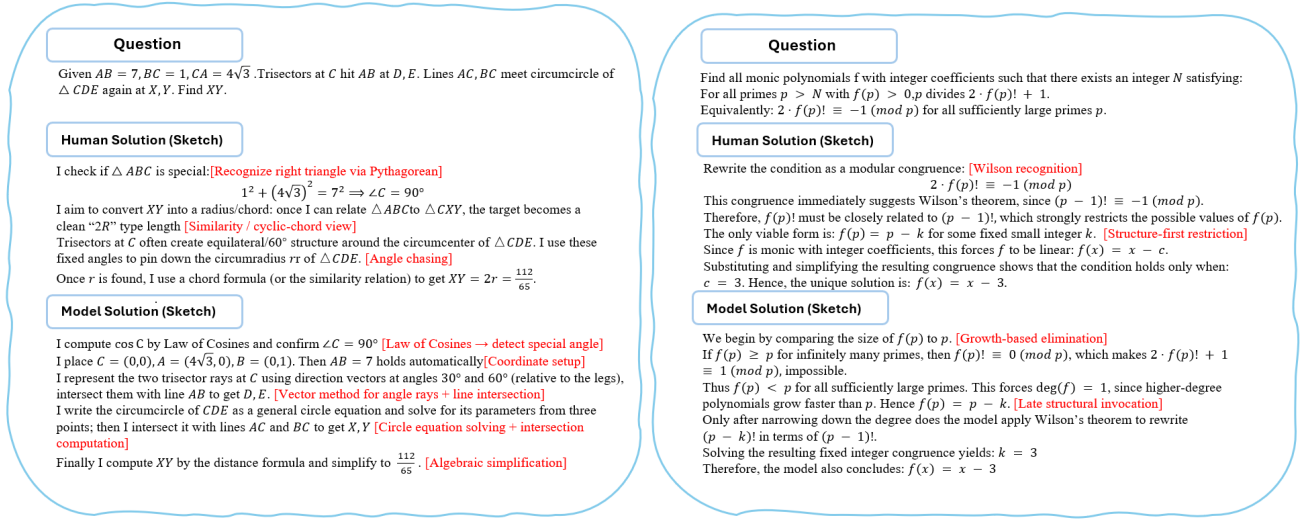 Question
Given AB = 7, BC = 1, CA = 4√3 .Trisectors at C hit AB at D, E. Lines AC, BC meet circumcircle of
△ CDE again at X, Y. Find XY.
Human Solution (Sketch)
I check if △ ABC is special:[Recognize right triangle via Pythagorean]
1² + (4√3)² = 7² ⟹ ∠C = 90°
I aim to convert XY into a radius/chord: once I can relate △ ABCto △ CXY, the target becomes a
clean “2R” type length [Similarity / cyclic-chord view]
Trisectors at C often create equilateral/60° structure around the circumcenter of △ CDE. I use these
fixed angles to pin down the circumradius rr of △ CDE. [Angle chasing]
Once r is found, I use a chord formula (or the similarity relation) to get XY = 2r = 112/65.
Model Solution (Sketch)
I compute cos C by Law of Cosines and confirm ∠C = 90° [Law of Cosines → detect special angle]
I place C = (0,0), A = (4√3, 0), B = (0,1). Then AB = 7 holds automatically[Coordinate setup]
I represent the two trisector rays at C using direction vectors at angles 30° and 60° (relative to the legs),
intersect them with line AB to get D, E. [Vector method for angle rays + line intersection]
I write the circumcircle of CDE as a general circle equation and solve for its parameters from three
points; then I intersect it with lines AC and BC to get X, Y [Circle equation solving + intersection
computation]
Finally I compute XY by the distance formula and simplify to 112/65 . [Algebraic simplification]
Question
Find all monic polynomials f with integer coefficients such that there exists an integer N satisfying:
For all primes p > N with f(p) > 0,p divides 2 · f(p)! + 1.
Equivalently: 2 · f(p)! ≡ −1 (mod p) for all sufficiently large primes p.
Human Solution (Sketch)
Rewrite the condition as a modular congruence: [Wilson recognition]
2 · f(p)! ≡ −1 (mod p)
This congruence immediately suggests Wilson’s theorem, since (p − 1)! ≡ −1 (mod p).
Therefore, f(p)! must be closely related to (p − 1)!, which strongly restricts the possible values of f(p).
The only viable form is: f(p) = p − k for some fixed small integer k. [Structure-first restriction]
Since f is monic with integer coefficients, this forces f to be linear: f(x) = x − c.
Substituting and simplifying the resulting congruence shows that the condition holds only when:
c = 3. Hence, the unique solution is: f(x) = x − 3.
Model Solution (Sketch)
We begin by comparing the size of f(p) to p. [Growth-based elimination]
If f(p) ≥ p for infinitely many primes, then f(p)! ≡ 0 (mod p), which makes 2 · f(p)! + 1
≡ 1 (mod p), impossible.
Thus f(p) < p for all sufficiently large primes. This forces deg(f) = 1, since higher-degree
polynomials grow faster than p. Hence f(p) = p − k. [Late structural invocation]
Only after narrowing down the degree does the model apply Wilson’s theorem to rewrite
(p − k)! in terms of (p − 1)!.
Solving the resulting fixed integer congruence yields: k = 3
Therefore, the model also concludes: f(x) = x − 3